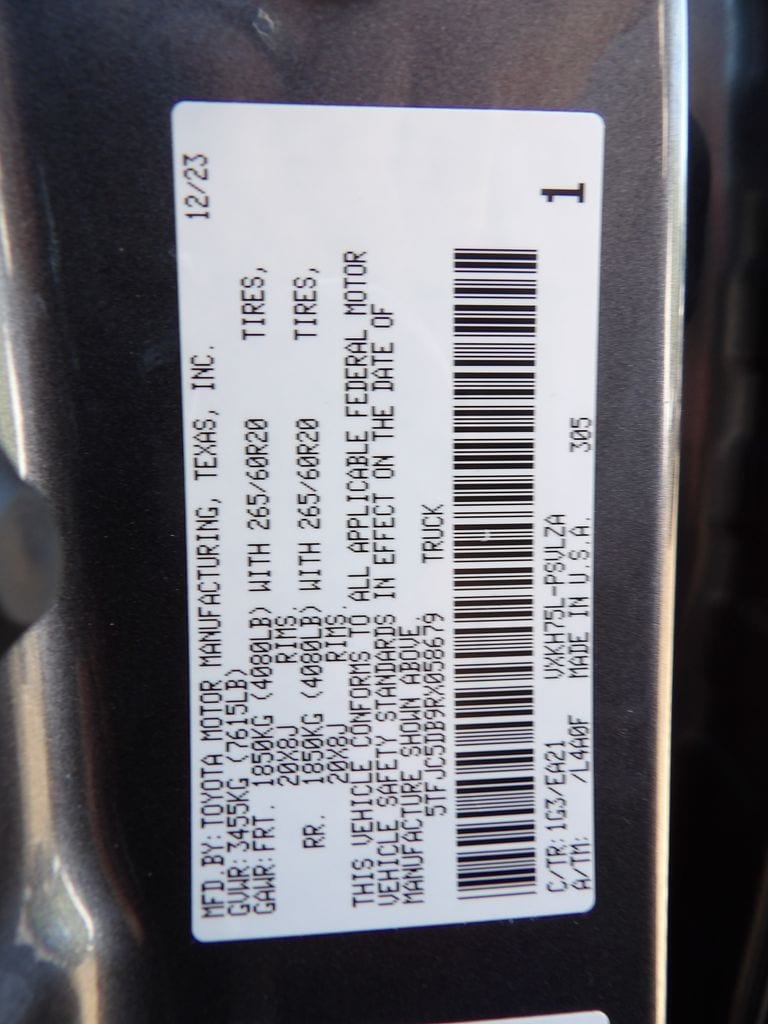 MFD.BY: TOYOTA MOTOR MANUFACTURING, TEXAS, INC. 12/23
GVWR: 3455KG (7615LB)
GAWR: FRT. 1850KG (4080LB) WITH 265/60R20 TIRES,
20X8J RIMS
RR. 1850KG (4080LB) WITH 265/60R20 TIRES,
20X8J RIMS.
THIS VEHICLE CONFORMS TO ALL APPLICABLE FEDERAL MOTOR
VEHICLE SAFETY STANDARDS IN EFFECT ON THE DATE OF
MANUFACTURE SHOWN ABOVE.
5TFJC5DB9RX058679 TRUCK
1
C/TR: 1G3/EA21 VXKH75L-PSVLZA
A/TM: /L4A0F MADE IN U.S.A. 305